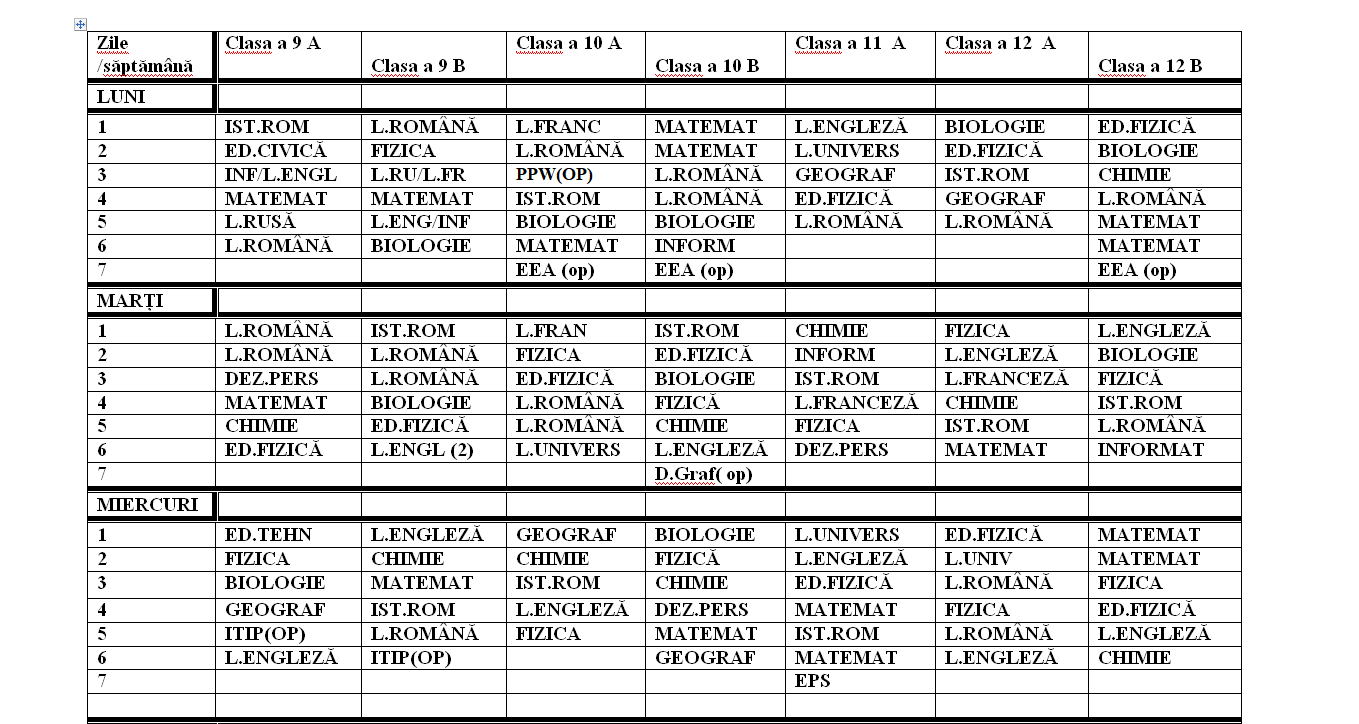 Zile /săptămână Clasa a 9 A Clasa a 9 B Clasa a 10 A Clasa a 10 B Clasa a 11 A Clasa a 12 A Clasa a 12 B
LUNI
1 IST.ROM L.ROMÂNĂ L.FRANC MATEMAT L.ENGLEZĂ BIOLOGIE ED.FIZICĂ
2 ED.CIVICĂ FIZICA L.ROMÂNĂ MATEMAT L.UNIVERS ED.FIZICĂ BIOLOGIE
3 INF/L.ENGL L.RU/L.FR PPW(OP) L.ROMÂNĂ GEOGRAF IST.ROM CHIMIE
4 MATEMAT MATEMAT IST.ROM L.ROMÂNĂ ED.FIZICĂ GEOGRAF L.ROMÂNĂ
5 L.RUSĂ L.ENG/INF BIOLOGIE BIOLOGIE L.ROMÂNĂ L.ROMÂNĂ MATEMAT
6 L.ROMÂNĂ BIOLOGIE MATEMAT INFORM MATEMAT
7 EEA (op) EEA (op) EEA (op)
MARȚI
1 L.ROMÂNĂ IST.ROM L.FRAN IST.ROM CHIMIE FIZICA L.ENGLEZĂ
2 L.ROMÂNĂ L.ROMÂNĂ FIZICA ED.FIZICĂ INFORM L.ENGLEZĂ BIOLOGIE
3 DEZ.PERS L.ROMÂNĂ ED.FIZICĂ BIOLOGIE IST.ROM L.FRANCEZĂ FIZICĂ
4 MATEMAT BIOLOGIE L.ROMÂNĂ FIZICĂ L.FRANCEZĂ CHIMIE IST.ROM
5 CHIMIE ED.FIZICĂ L.ROMÂNĂ CHIMIE FIZICA IST.ROM L.ROMÂNĂ
6 ED.FIZICĂ L.ENGL (2) L.UNIVERS L.ENGLEZĂ DEZ.PERS MATEMAT INFORMAT
7 D.Graf( op)
MIERCURI
1 ED.TEHN L.ENGLEZĂ GEOGRAF BIOLOGIE L.UNIVERS ED.FIZICĂ MATEMAT
2 FIZICA CHIMIE CHIMIE FIZICĂ L.ENGLEZĂ L.UNIV MATEMAT
3 BIOLOGIE MATEMAT IST.ROM CHIMIE ED.FIZICĂ L.ROMÂNĂ FIZICA
4 GEOGRAF IST.ROM L.ENGLEZĂ DEZ.PERS MATEMAT FIZICA ED.FIZICĂ
5 ITIP(OP) L.ROMÂNĂ FIZICA MATEMAT IST.ROM L.ROMÂNĂ L.ENGLEZĂ
6 L.ENGLEZĂ ITIP(OP) GEOGRAF MATEMAT L.ENGLEZĂ CHIMIE
7 EPS